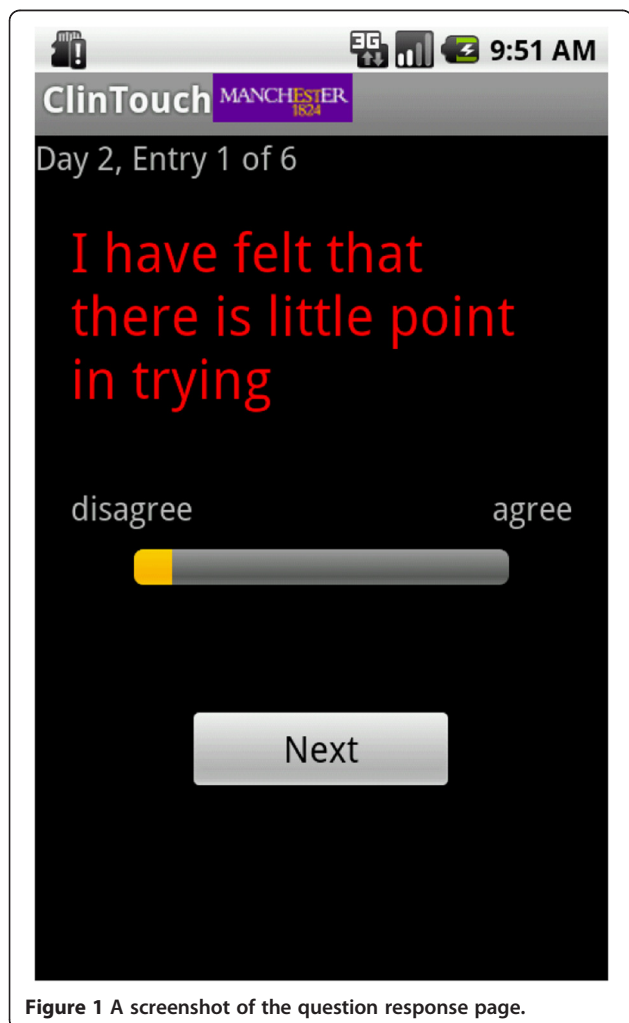 3G 9:51 AM
ClinTouch MANCHESTER
1824
Day 2, Entry 1 of 6
I have felt that
there is little point
in trying
disagree agree
Next
Figure 1 A screenshot of the question response page.